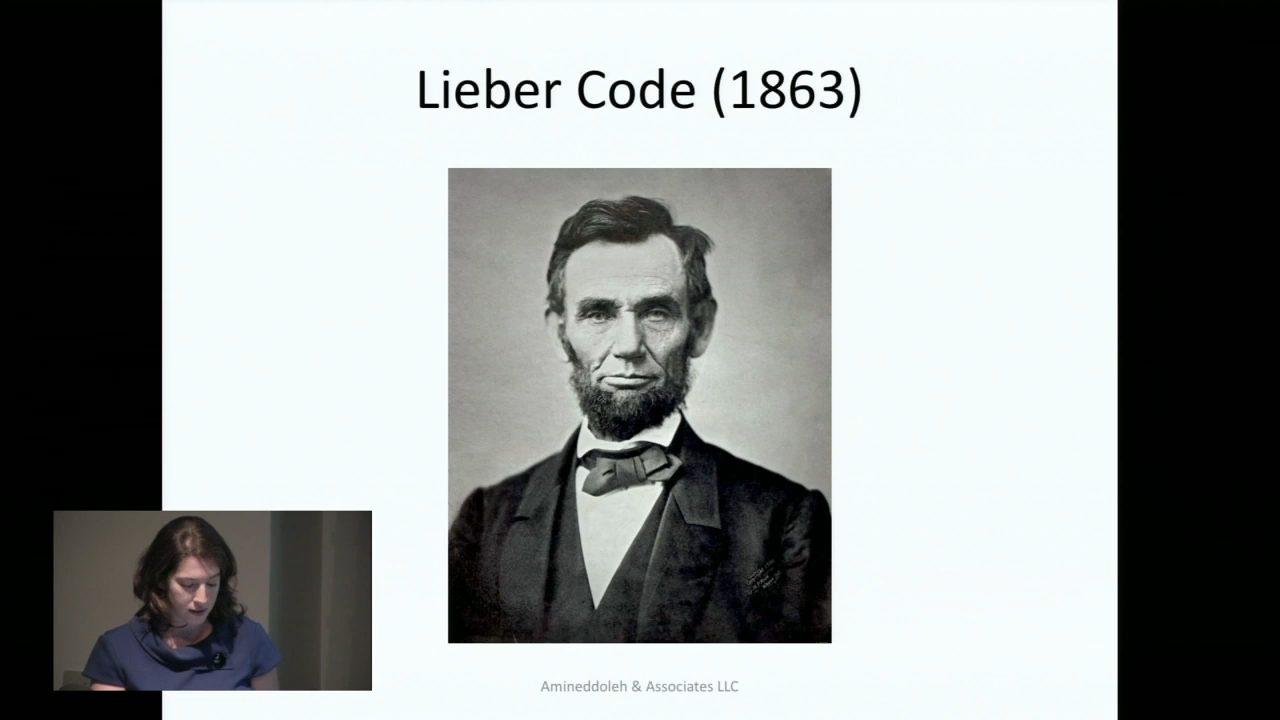 Lieber Code (1863)
Amineddoleh & Associates LLC